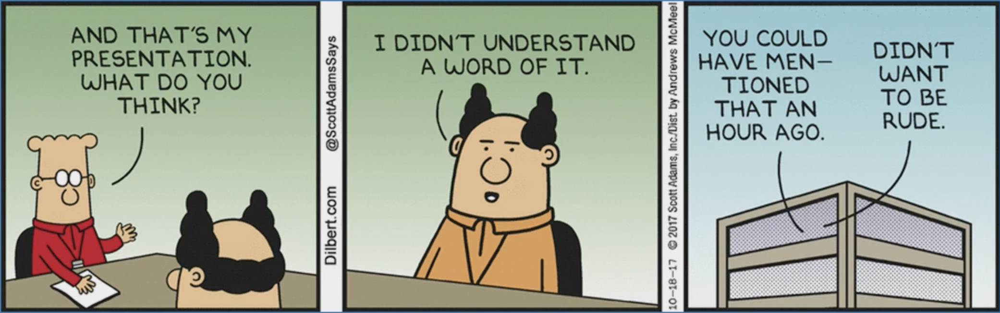 AND THAT'S MY
PRESENTATION.
WHAT DO YOU
THINK?
Dilbert.com @ScottAdamsSays
I DIDN'T UNDERSTAND
A WORD OF IT.
10-18-17 © 2017 Scott Adams, Inc./Dist. by Andrews McMeel
YOU COULD
HAVE MEN–
TIONED
THAT AN
HOUR AGO.
DIDN'T
WANT
TO BE
RUDE.